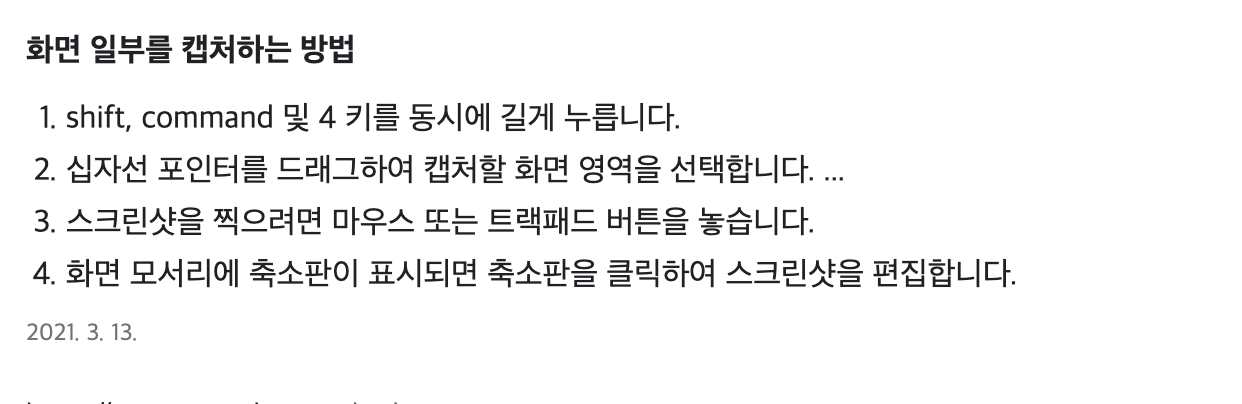 화면 일부를 캡처하는 방법
1. shift, command 및 4 키를 동시에 길게 누릅니다.
2. 십자선 포인터를 드래그하여 캡처할 화면 영역을 선택합니다. ...
3. 스크린샷을 찍으려면 마우스 또는 트랙패드 버튼을 놓습니다.
4. 화면 모서리에 축소판이 표시되면 축소판을 클릭하여 스크린샷을 편집합니다.
2021. 3. 13.